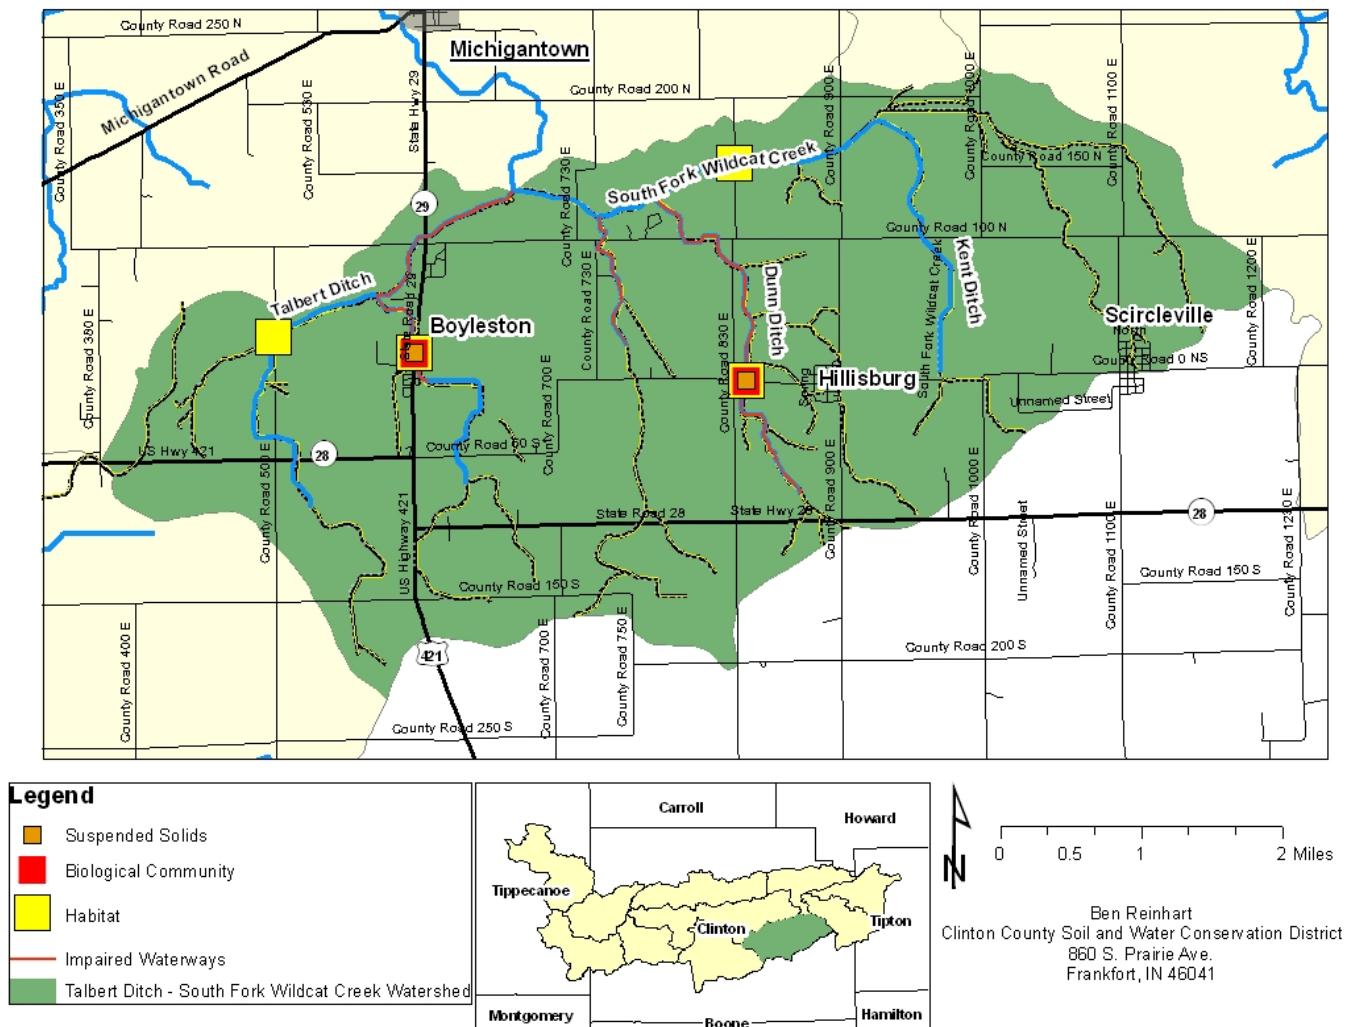 County Road 250 N
Michigantown
Michigantown Road
County Road 350 E
County Road 530 E
State Hwy 29
County Road 200 N
County Road 900 E
County Road 1000 E
County Road 1100 E
County Road 150 N
South Fork Wildcat Creek
County Road 730 E
29
County Road 100 N
Talbert Ditch
County Road 730 E
Dunn Ditch
South Fork Wildcat Creek
Kent Ditch
County Road 1200 E
County Road 380 E
Boyleston
Scircleville
North
County Road 0 NS
County Road 830 E
Hillisburg
Spring
Unnamed Street
County Road 700 E
US Hwy 421
28
County Road 50 S
County Road 500 E
County Road 900 E
County Road 1000 E
US Highway 421
State Road 28
State Hwy 28
Unnamed Street
County Road 1100 E
28
County Road 1230 E
County Road 150 S
County Road 150 S
County Road 400 E
421
County Road 700 E
County Road 750 E
County Road 200 S
County Road 250 S
Legend
Suspended Solids
Biological Community
Habitat
Impaired Waterways
Talbert Ditch - South Fork Wildcat Creek Watershed
Carroll
Howard
Tippecanoe
Clinton
Tipton
Montgomery
Boone
Hamilton
N
0 0.5 1 2 Miles
Ben Reinhart
Clinton County Soil and Water Conservation District
860 S. Prairie Ave.
Frankfort, IN 46041